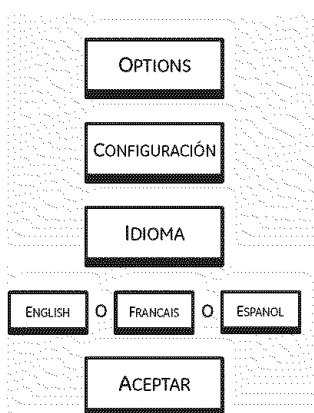 OPTIONS
CONFIGURACIÓN
IDIOMA
ENGLISH O FRANCAIS O ESPANOL
ACEPTAR